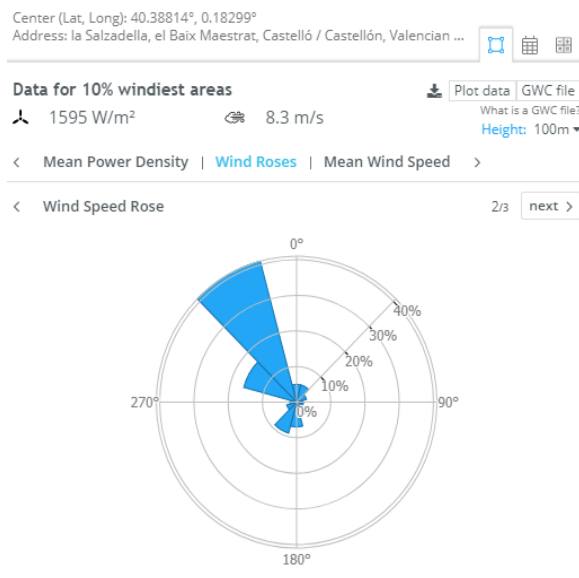 Center (Lat, Long): 40.38814°, 0.18299°
Address: la Salzadella, el Baix Maestrat, Castelló / Castellón, Valencian ...
Data for 10% windiest areas
Plot data GWC file
1595 W/m² 8.3 m/s
What is a GWC file?
Height: 100m
< Mean Power Density | Wind Roses | Mean Wind Speed >
< Wind Speed Rose 2/3 next >
0°
40%
30%
20%
10%
0%
270° 90°
180°